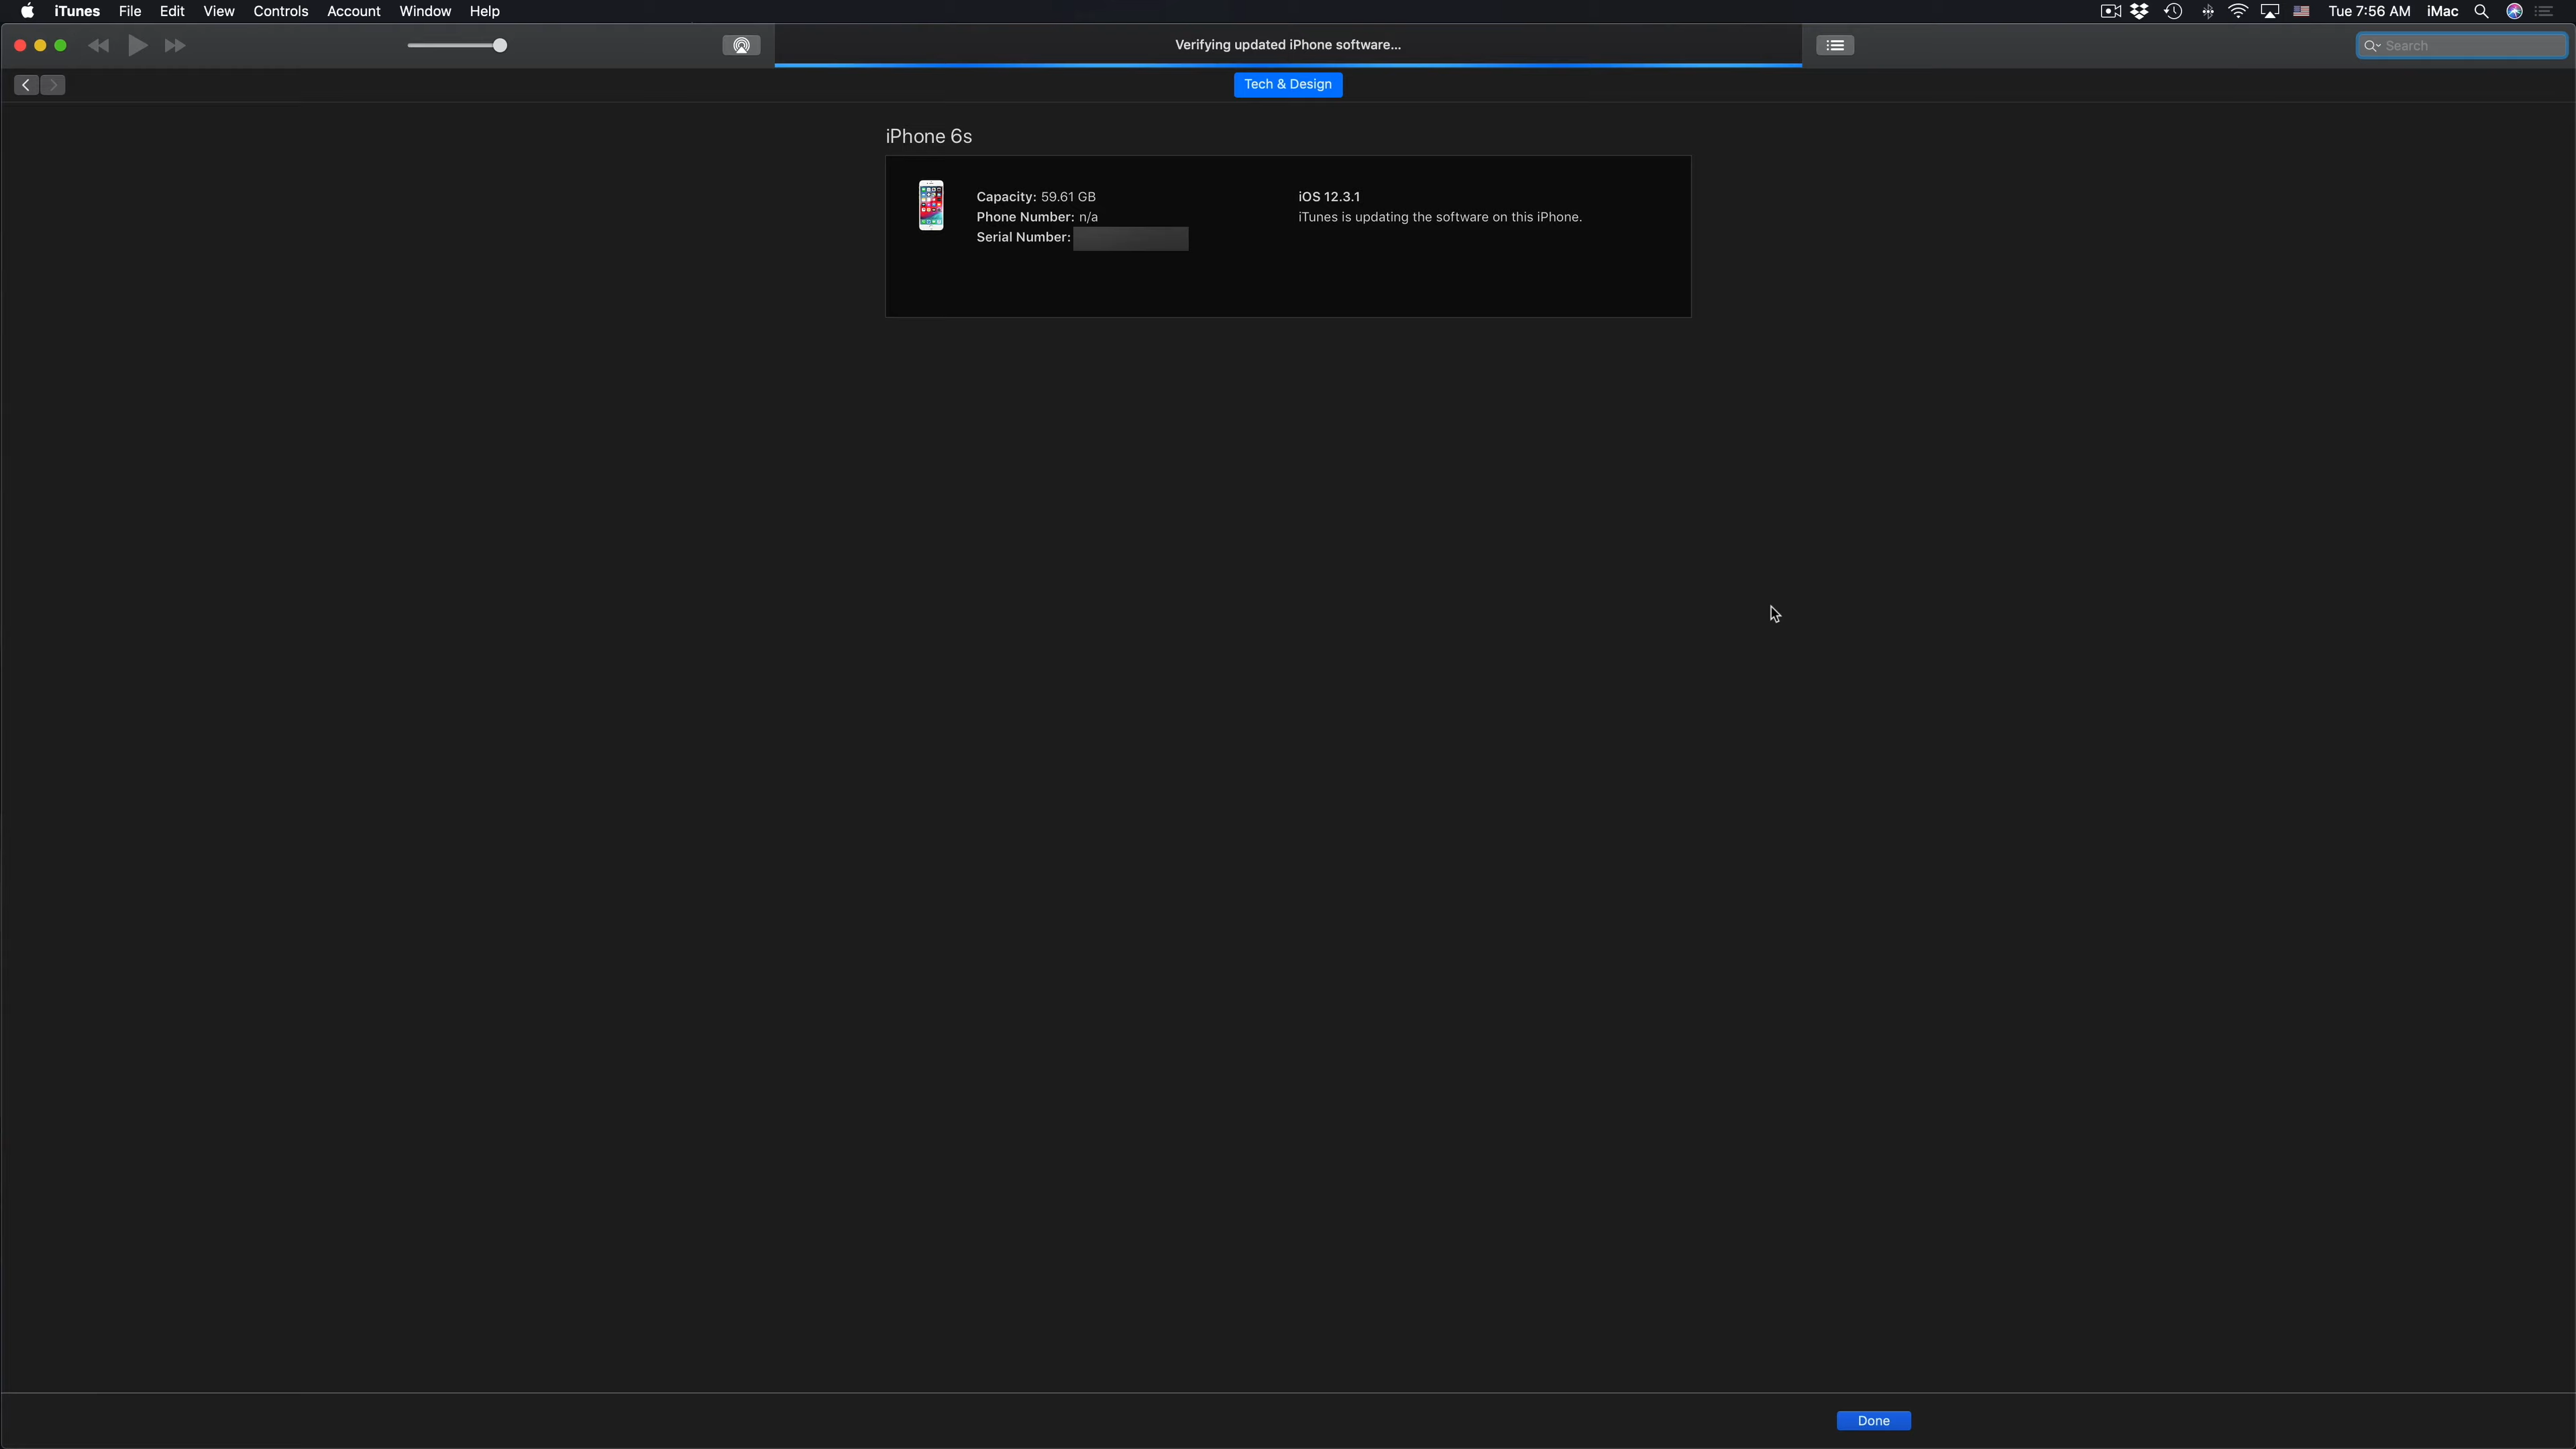 iTunes File Edit View Controls Account Window Help Tue 7:56 AM iMac
Verifying updated iPhone software...
Search
Tech & Design
iPhone 6s
Capacity: 59.61 GB
Phone Number: n/a
Serial Number:
iOS 12.3.1
iTunes is updating the software on this iPhone.
Done